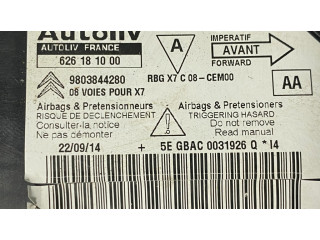 Autoliv
AUTOLIV FRANCE
626 18 10 00
A
IMPERATIF
AVANT
FORWARD
9803844280
RBG X7 C 08-CEM00
08 VOIES POUR X7
AA
Airbags & Pretensionneurs
RISQUE DE DECLENCHEMENT
Consulter-la notice
Ne pas démonter
Airbags & Pretensioners
TRIGGERING HAZARD
Do not remove
Read manual
22/09/14 + 5E GBAC 0031926 Q * 14